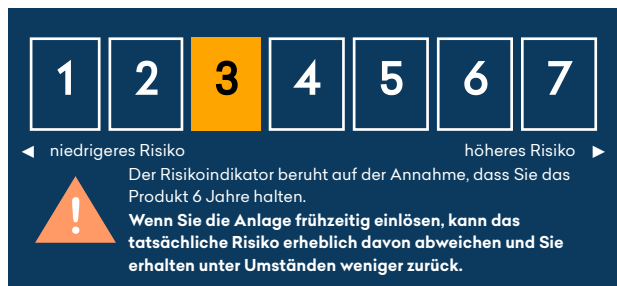 1 2 3 4 5 6 7
◄ niedrigeres Risiko höheres Risiko ►
Der Risikoindikator beruht auf der Annahme, dass Sie das
Produkt 6 Jahre halten.
Wenn Sie die Anlage frühzeitig einlösen, kann das
tatsächliche Risiko erheblich davon abweichen und Sie
erhalten unter Umständen weniger zurück.
!